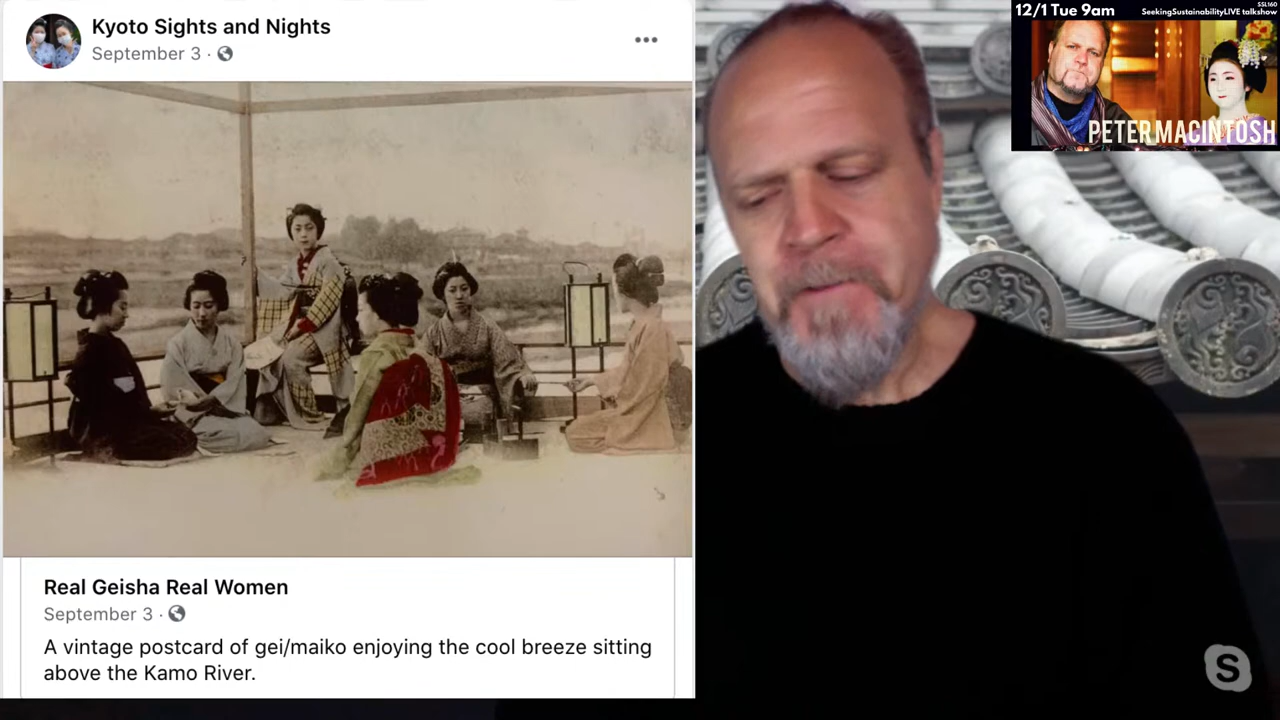 Kyoto Sights and Nights
September 3 ·
Real Geisha Real Women
September 3 ·
A vintage postcard of gei/maiko enjoying the cool breeze sitting
above the Kamo River.
SSL160
12/1 Tue 9am
SeekingSustainabilityLIVE talkshow
PETER MACINTOSH
S